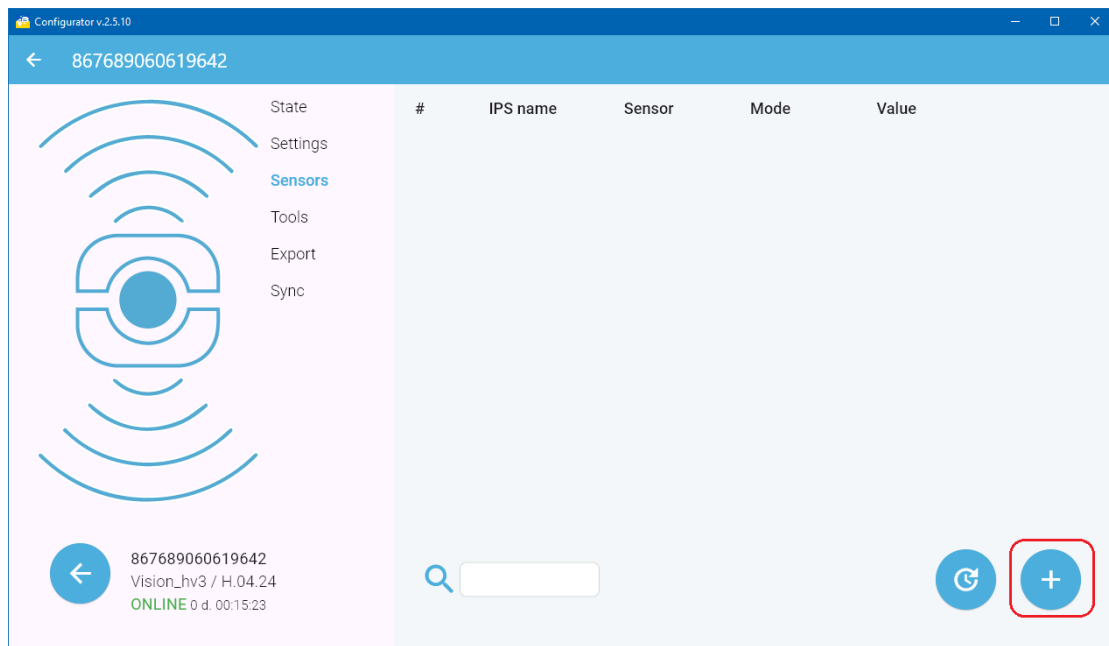 Configurator v.2.5.10
867689060619642
State
Settings
Sensors
Tools
Export
Sync
# IPS name Sensor Mode Value
867689060619642
Vision_hv3 / H.04.24
ONLINE 0 d. 00:15:23